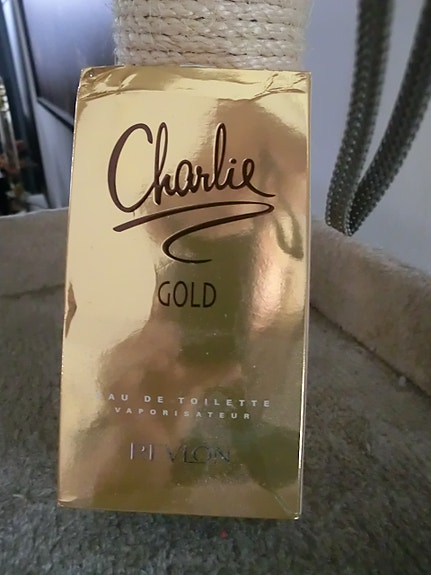 Charlie
GOLD
EAU DE TOILETTE
VAPORISATEUR
REVLON